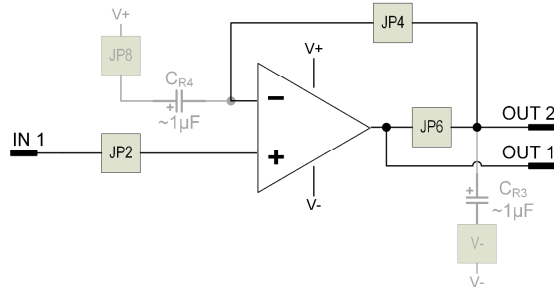 V+
JP8
CR4
~1µF
JP4
V+
IN 1
JP2
V-
JP6
OUT 2
OUT 1
CR3
~1µF
V-
V-